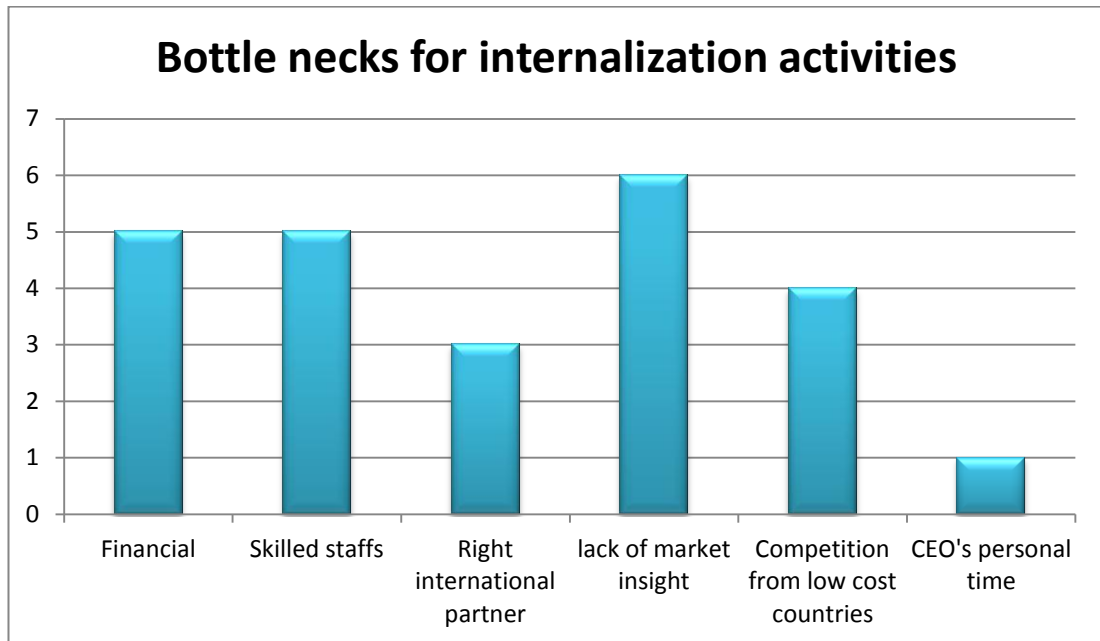 Bottle necks for internalization activities
7
6
5
4
3
2
1
0
Financial
Skilled staffs
Right
international
partner
lack of market
insight
Competition
from low cost
countries
CEO's personal
time